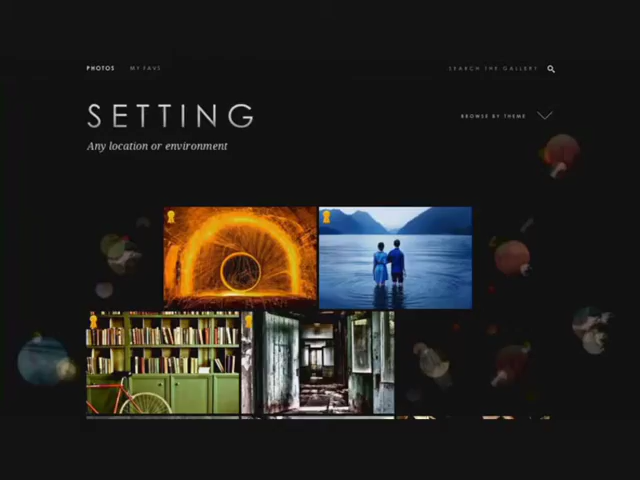 PHOTOS
MY FAVS
SEARCH THE GALLERY
SETTING
BROWSE BY THEME
Any location or environment